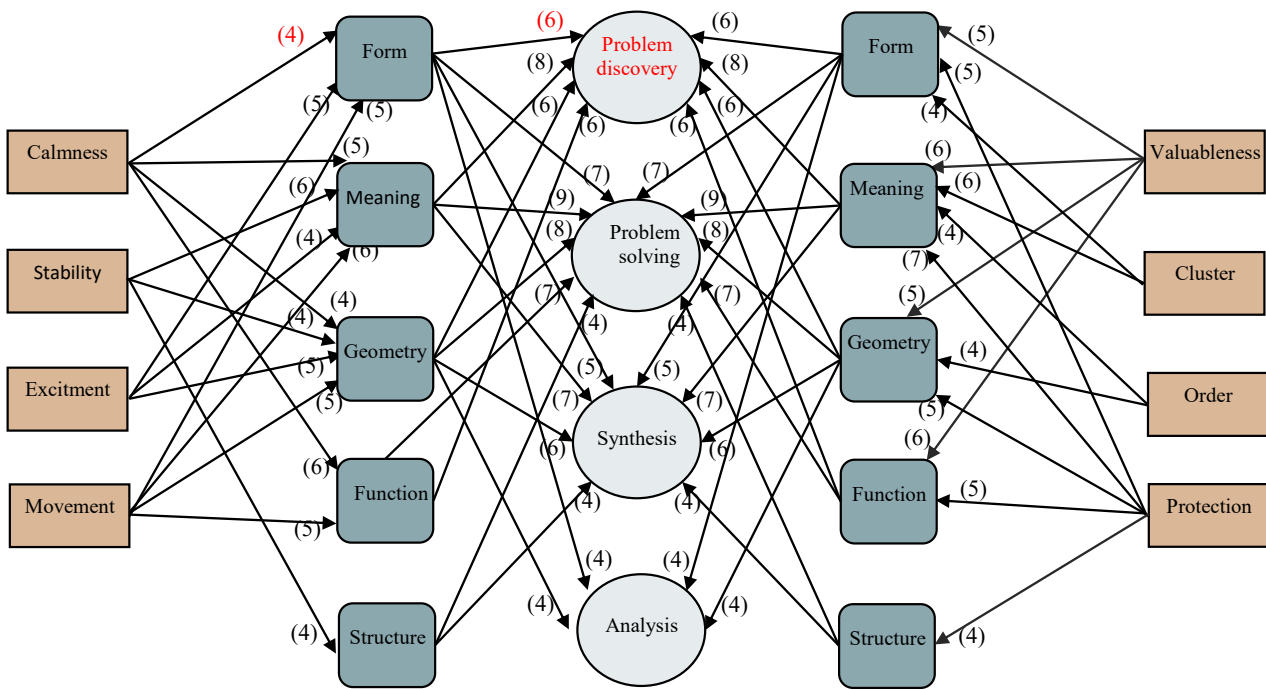 (4)
(6)
(6)
(5)
Form
Problem
discovery
Form
(8)
(8)
(5)
(5)
(5)
(6)
(6)
(6)
(6)
(4)
Calmness
(5)
Valuableness
(6)
(6)
(7)
(7)
(6)
Meaning
(9)
(9)
Meaning
(4)
(6)
(8)
Problem
solving
(8)
(4)
(7)
Stability
Cluster
(4)
(4)
(7)
(4)
(4)
(7)
(5)
Geometry
Geometry
(4)
(5)
(5)
(5)
Excitment
(5)
(7)
(7)
(5)
Order
Synthesis
(6)
(6)
(6)
(6)
Movement
Function
Function
(5)
Protection
(5)
(4)
(4)
(4)
(4)
(4)
Structure
(4)
Analysis
(4)
Structure
(4)